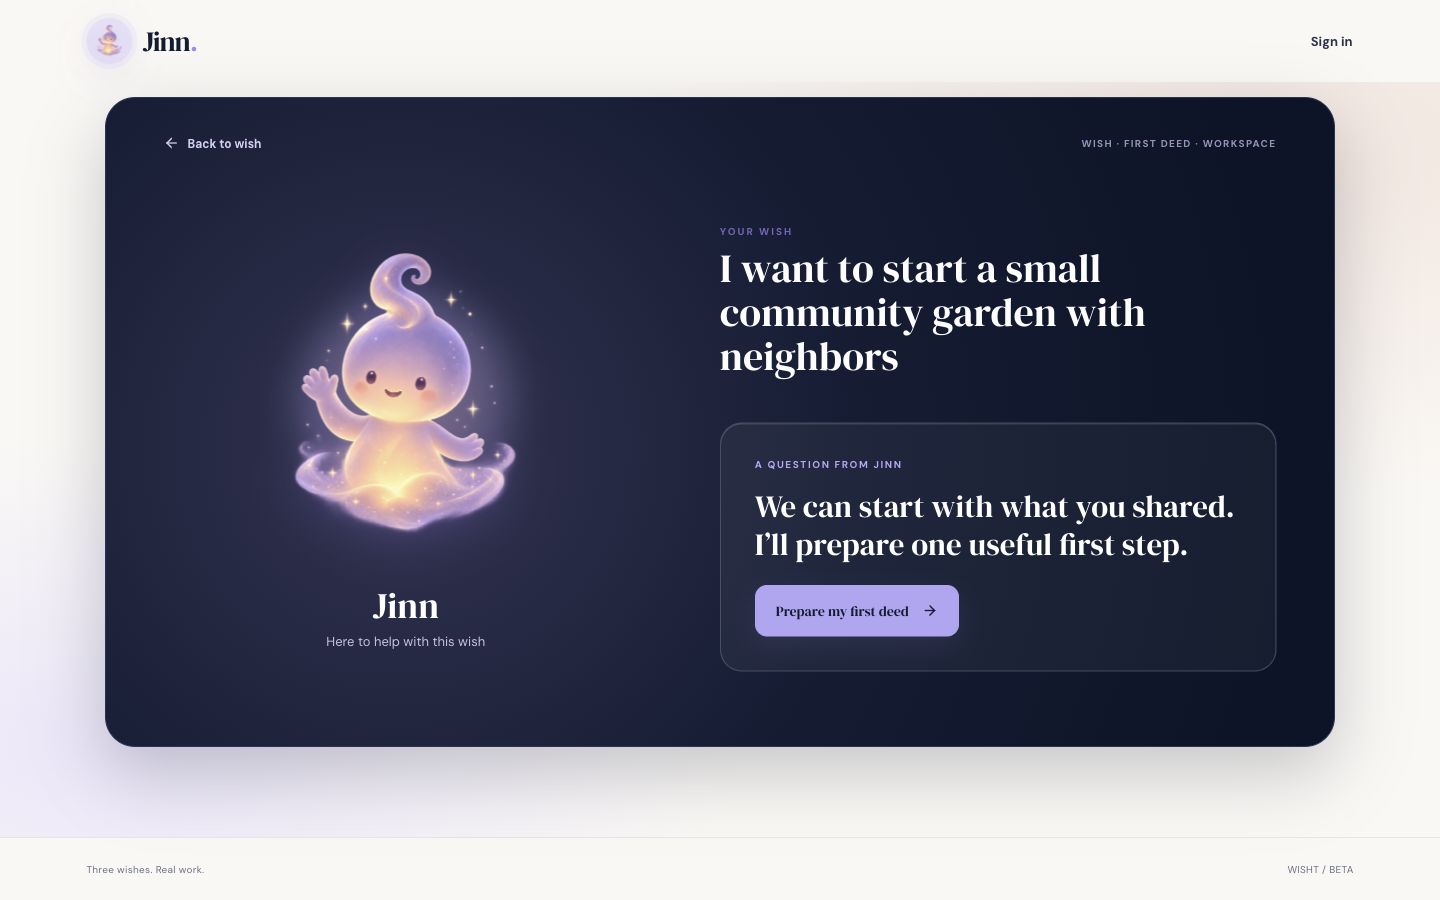 Jinn.
Sign in
Back to wish
WISH · FIRST DEED · WORKSPACE
YOUR WISH
I want to start a small
community garden with
neighbors
A QUESTION FROM JINN
We can start with what you shared.
I’ll prepare one useful first step.
Prepare my first deed
Jinn
Here to help with this wish
Three wishes. Real work.
WISHT / BETA